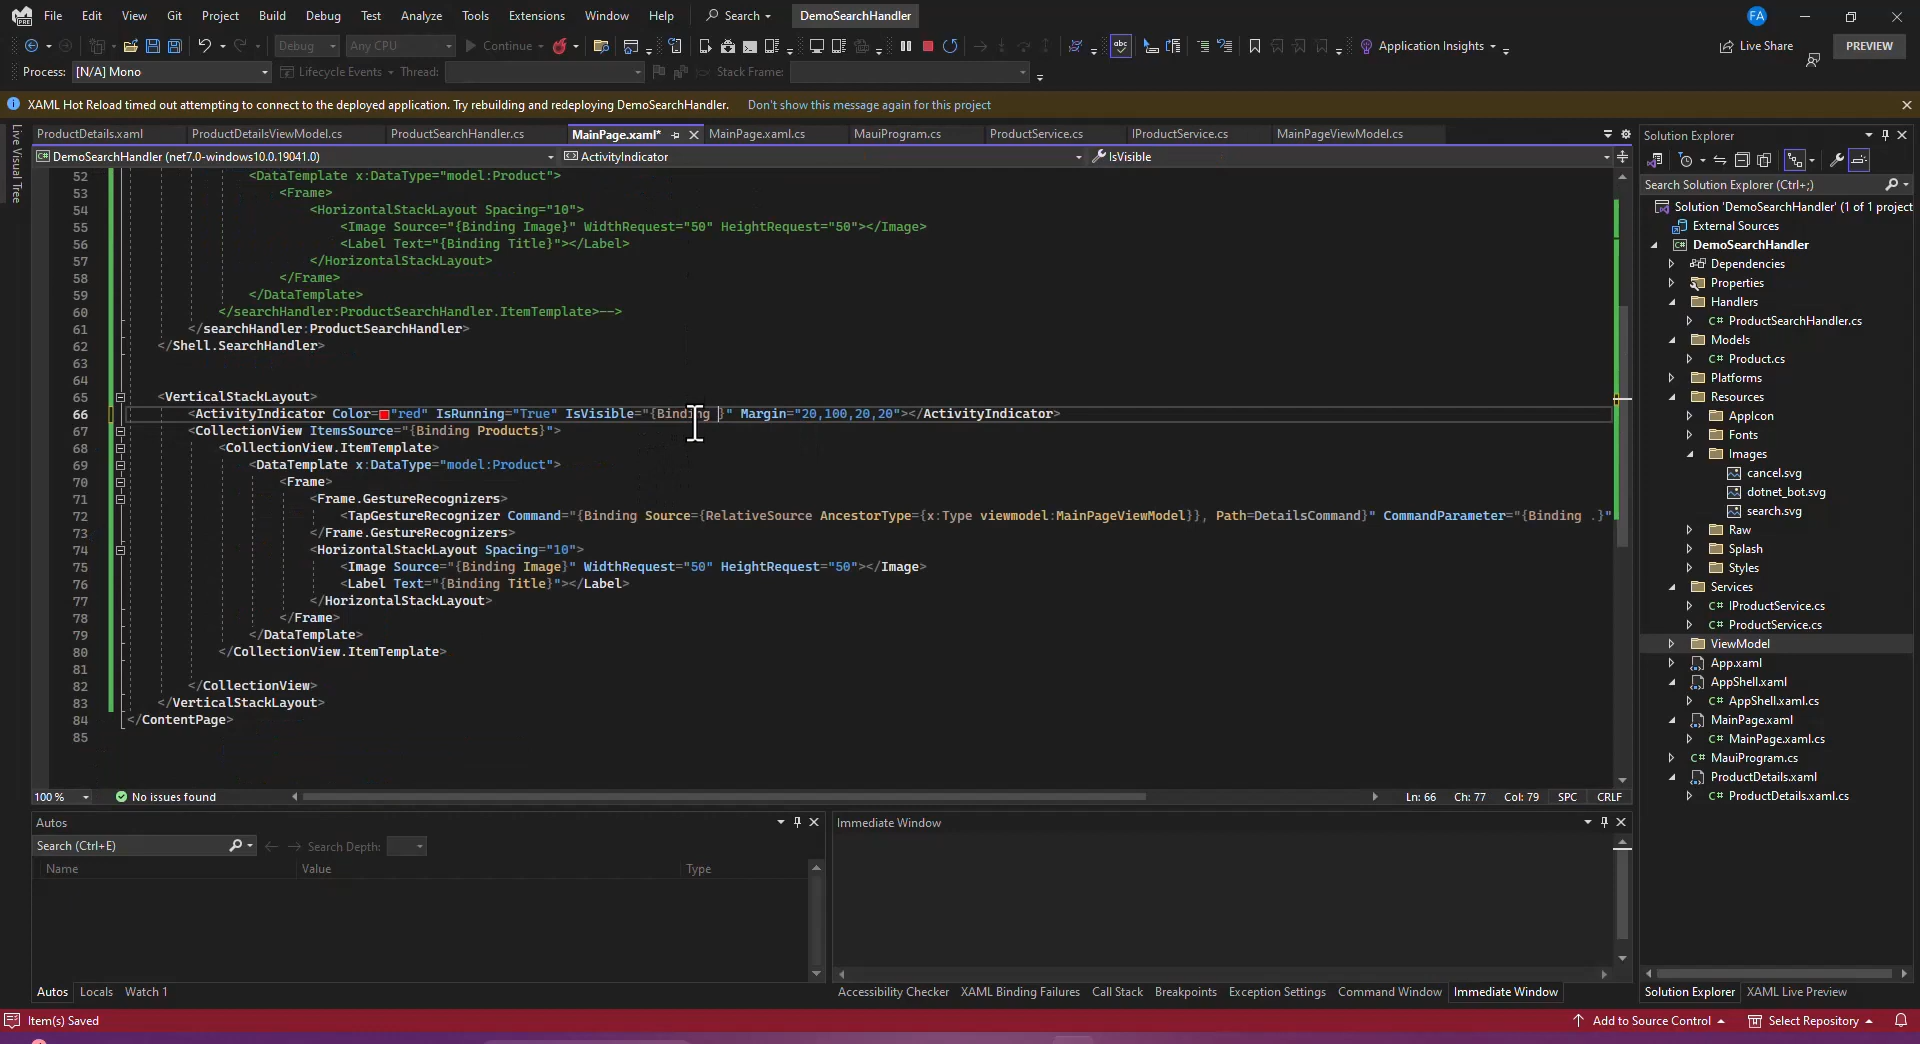 File Edit View Git Project Build Debug Test Analyze Tools Extensions Window Help Search DemoSearchHandler FA
Debug Any CPU Continue Application Insights Live Share PREVIEW
Process: [N/A] Mono Lifecycle Events Thread: Stack Frame:
XAML Hot Reload timed out attempting to connect to the deployed application. Try rebuilding and redeploying DemoSearchHandler. Don't show this message again for this project
Live Visual Tree
ProductDetails.xaml ProductDetailsViewModel.cs ProductSearchHandler.cs MainPage.xaml* MainPage.xaml.cs MauiProgram.cs ProductService.cs IProductService.cs MainPageViewModel.cs
DemoSearchHandler (net7.0-windows10.0.19041.0) ActivityIndicator IsVisible
52 <DataTemplate x:DataType="model:Product">
53 <Frame>
54 <HorizontalStackLayout Spacing="10">
55 <Image Source="{Binding Image}" WidthRequest="50" HeightRequest="50"></Image>
56 <Label Text="{Binding Title}"></Label>
57 </HorizontalStackLayout>
58 </Frame>
59 </DataTemplate>
60 </searchHandler:ProductSearchHandler.ItemTemplate>-->
61 </searchHandler:ProductSearchHandler>
62 </Shell.SearchHandler>
63
64
65 <VerticalStackLayout>
66 <ActivityIndicator Color="red" IsRunning="True" IsVisible="{Binding }" Margin="20,100,20,20"></ActivityIndicator>
67 <CollectionView ItemsSource="{Binding Products}">
68 <CollectionView.ItemTemplate>
69 <DataTemplate x:DataType="model:Product">
70 <Frame>
71 <Frame.GestureRecognizers>
72 <TapGestureRecognizer Command="{Binding Source={RelativeSource AncestorType={x:Type viewmodel:MainPageViewModel}}, Path=DetailsCommand}" CommandParameter="{Binding .}"
73 </Frame.GestureRecognizers>
74 <HorizontalStackLayout Spacing="10">
75 <Image Source="{Binding Image}" WidthRequest="50" HeightRequest="50"></Image>
76 <Label Text="{Binding Title}"></Label>
77 </HorizontalStackLayout>
78 </Frame>
79 </DataTemplate>
80 </CollectionView.ItemTemplate>
81
82 </CollectionView>
83 </VerticalStackLayout>
84 </ContentPage>
85
100 % No issues found Ln: 66 Ch: 77 Col: 79 SPC CRLF
Autos
Search (Ctrl+E) Search Depth:
Name Value Type
Autos Locals Watch 1
Immediate Window
Accessibility Checker XAML Binding Failures Call Stack Breakpoints Exception Settings Command Window Immediate Window
Solution Explorer
Search Solution Explorer (Ctrl+;)
Solution 'DemoSearchHandler' (1 of 1 project
External Sources
DemoSearchHandler
Dependencies
Properties
Handlers
C# ProductSearchHandler.cs
Models
C# Product.cs
Platforms
Resources
AppIcon
Fonts
Images
cancel.svg
dotnet_bot.svg
search.svg
Raw
Splash
Styles
Services
C# IProductService.cs
C# ProductService.cs
ViewModel
App.xaml
AppShell.xaml
C# AppShell.xaml.cs
MainPage.xaml
C# MainPage.xaml.cs
C# MauiProgram.cs
ProductDetails.xaml
C# ProductDetails.xaml.cs
Solution Explorer XAML Live Preview
Item(s) Saved Add to Source Control Select Repository